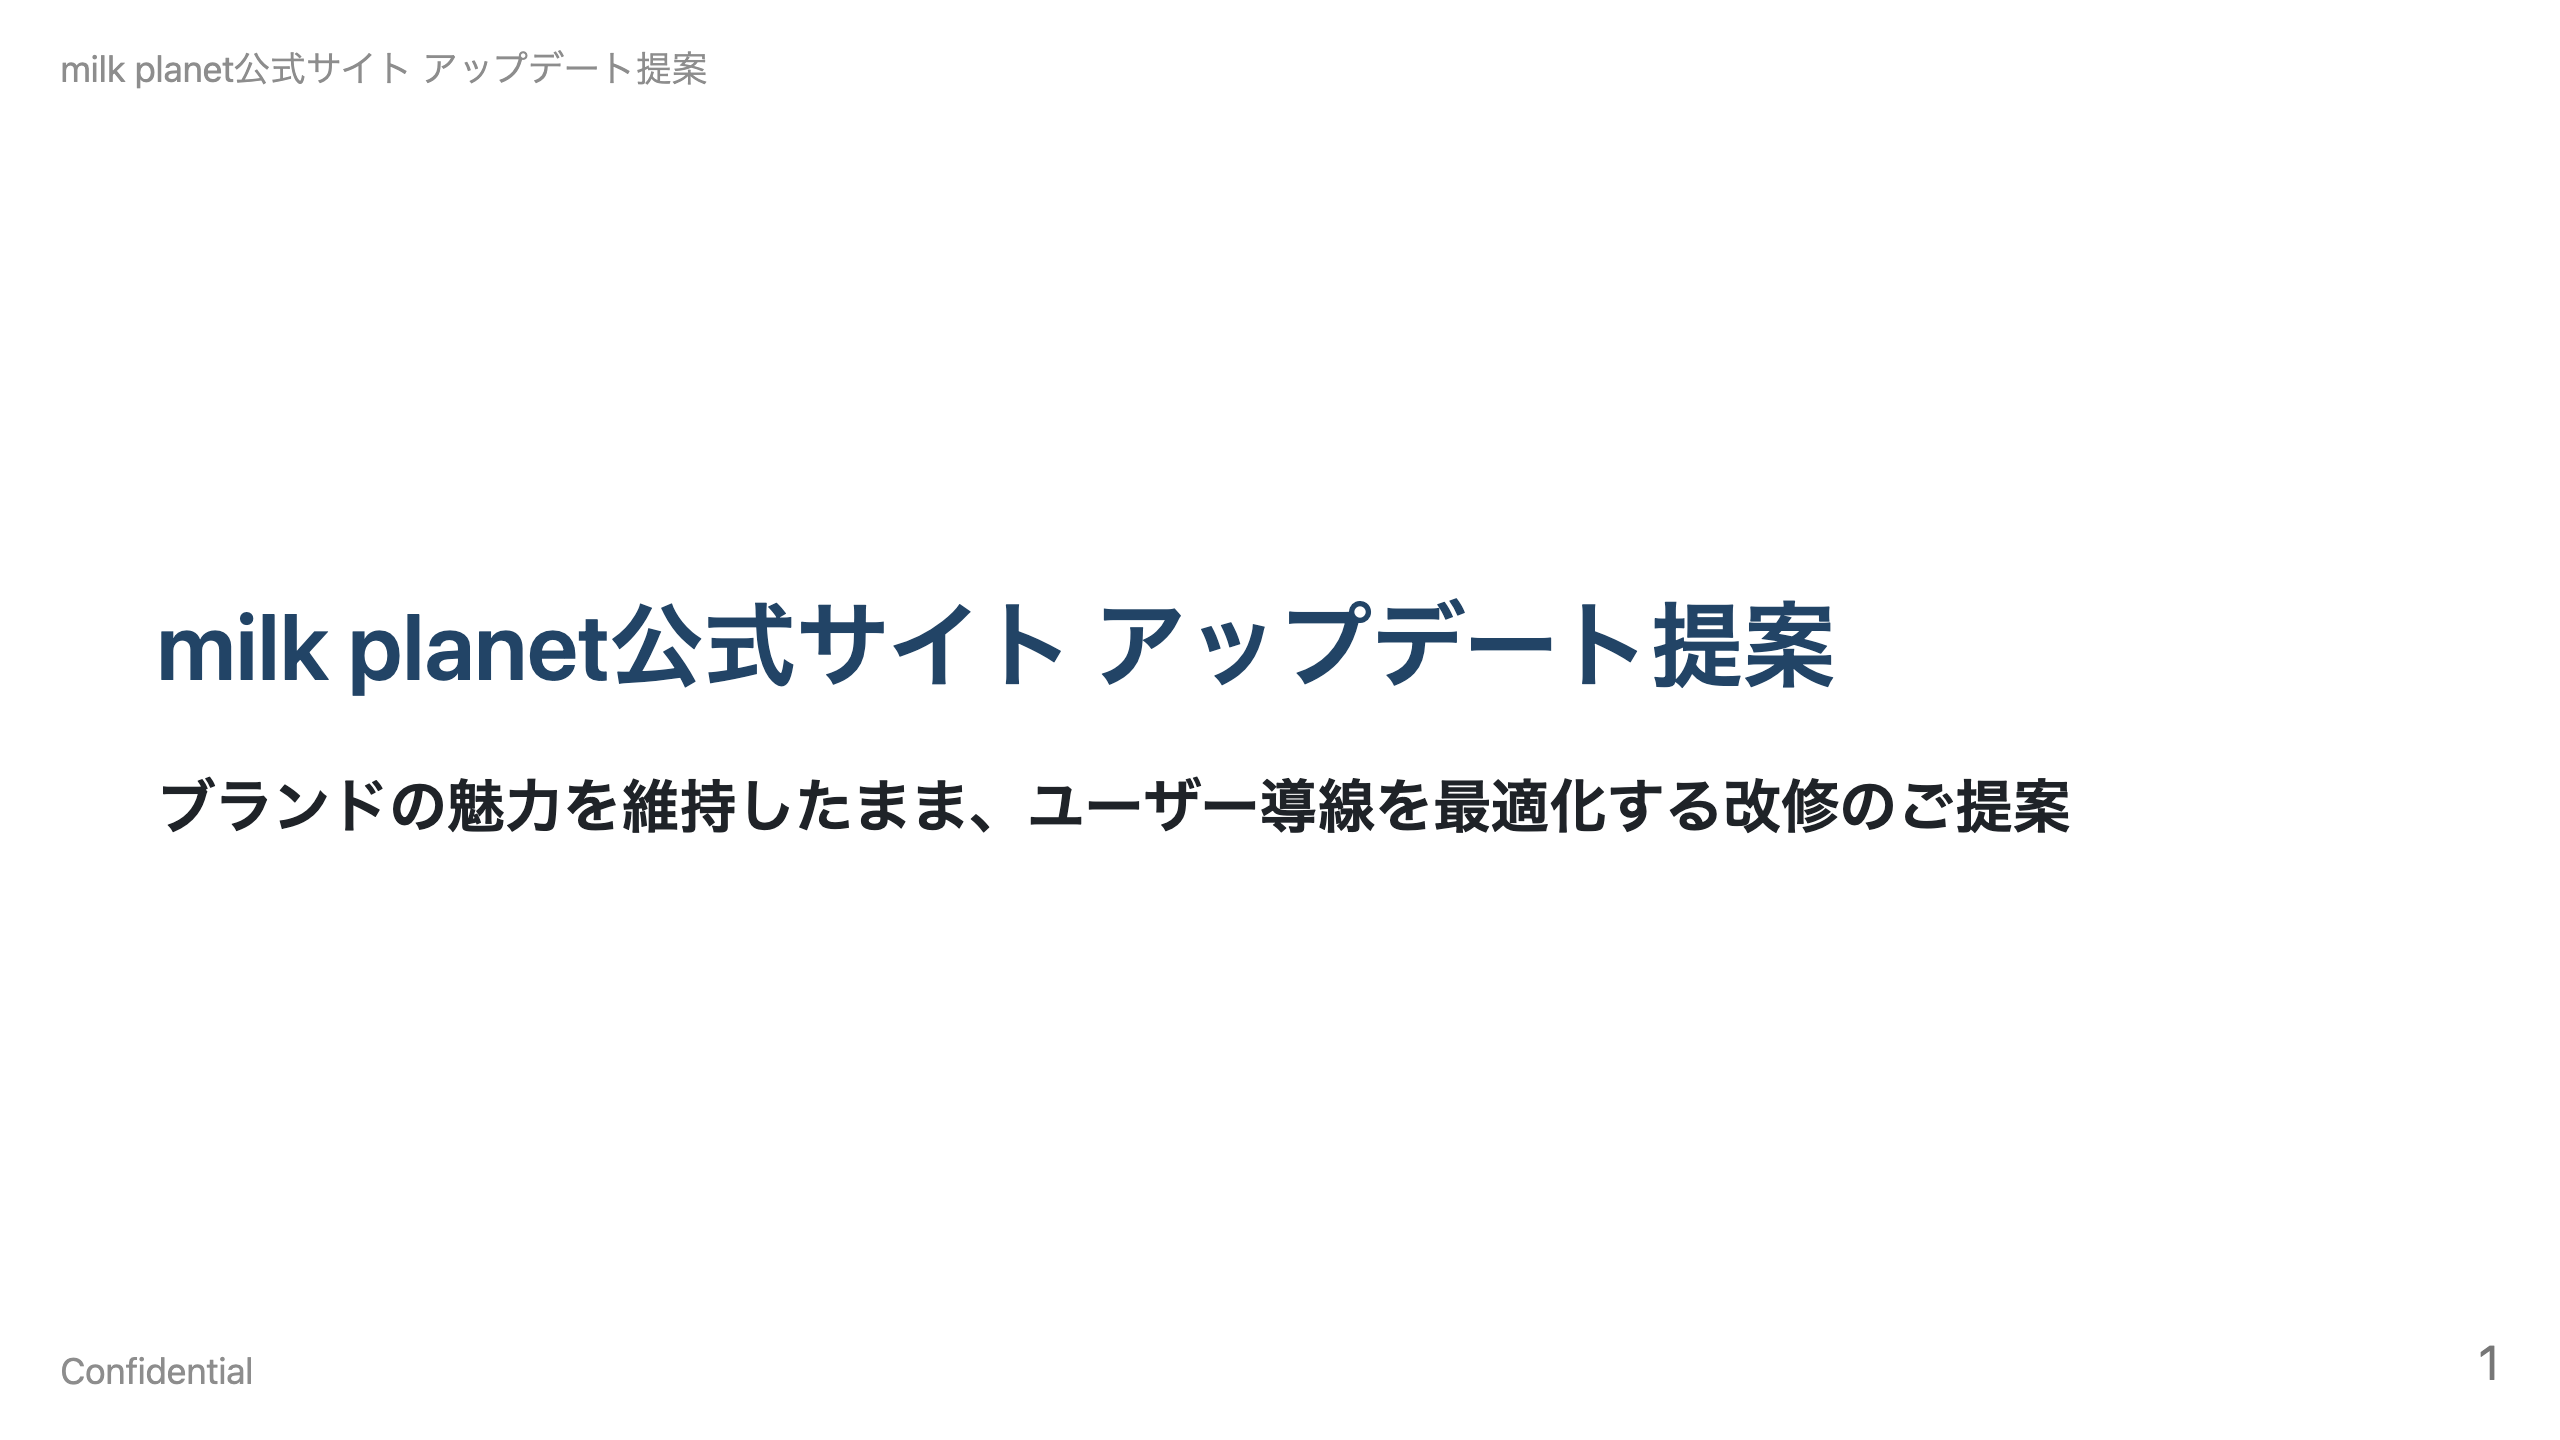 milk planet公式サイト アップデート提案
milk planet公式サイト アップデート提案
ブランドの魅力を維持したまま、ユーザー導線を最適化する改修のご提案
Confidential
1